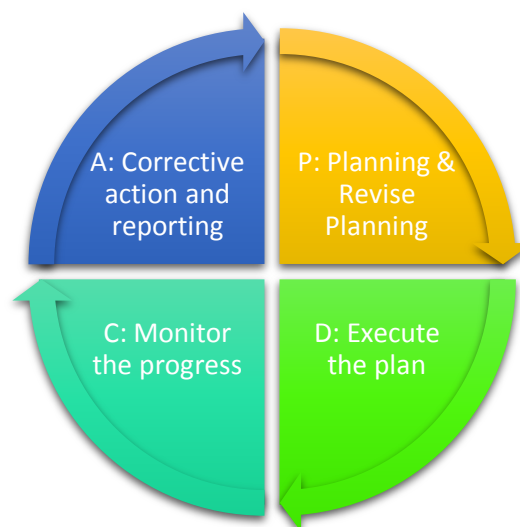 A: Corrective
action and
reporting
P: Planning &
Revise
Planning
C: Monitor
the progress
D: Execute
the plan